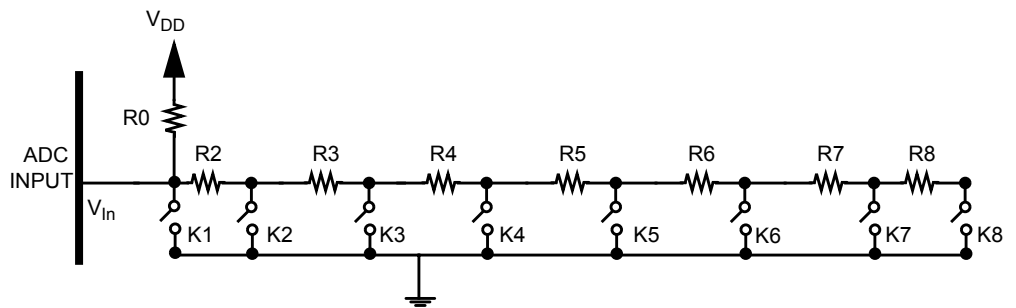 VDD
R0
ADC
INPUT
VIn
R2 R3 R4 R5 R6 R7 R8
K1 K2 K3 K4 K5 K6 K7 K8